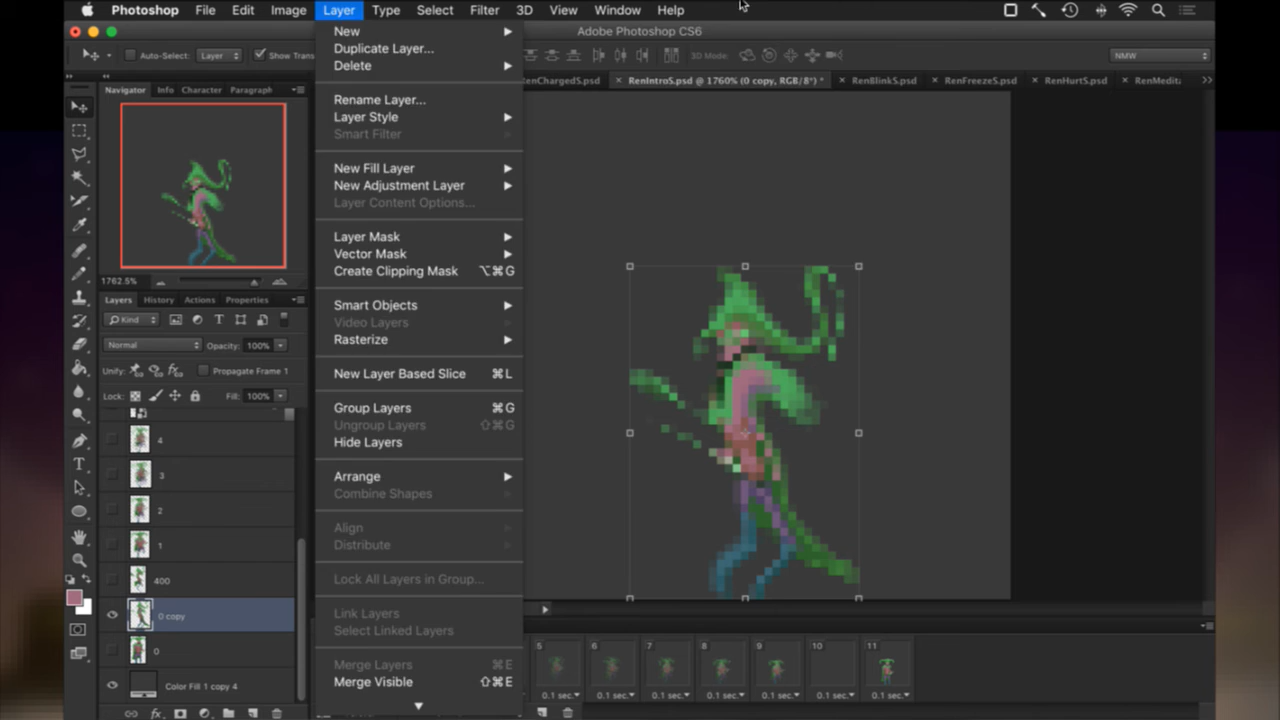 Photoshop File Edit Image Layer Type Select Filter 3D View Window Help
Adobe Photoshop CS6
Auto-Select: Layer Show Tran 3D Mode: NMW
RenIntroS.psd @ 1760% (0 copy, RGB/8*) * RenBlinkS.psd RenFreezeS.psd RenHurtS.psd
Navigator Info Character Paragraph
1762.5%
Layers History Actions Properties
Kind
Normal Opacity: 100%
Unify: Propagate Frame 1
Lock: Fill: 100%
4
3
2
1
400
0 copy
0
Color Fill 1 copy 4
New
Duplicate Layer...
Delete
Rename Layer...
Layer Style
Smart Filter
New Fill Layer
New Adjustment Layer
Layer Content Options...
Layer Mask
Vector Mask
Create Clipping Mask ⌥⌘G
Smart Objects
Video Layers
Rasterize
New Layer Based Slice ⌘L
Group Layers ⌘G
Ungroup Layers ⇧⌘G
Hide Layers
Arrange
Combine Shapes
Align
Distribute
Lock All Layers in Group...
Link Layers
Select Linked Layers
Merge Layers ⌘E
Merge Visible ⇧⌘E
5 6 7 8 9 10 11
0.1 sec. 0.1 sec. 0.1 sec. 0.1 sec. 0.1 sec. 0.1 sec. 0.1 sec.